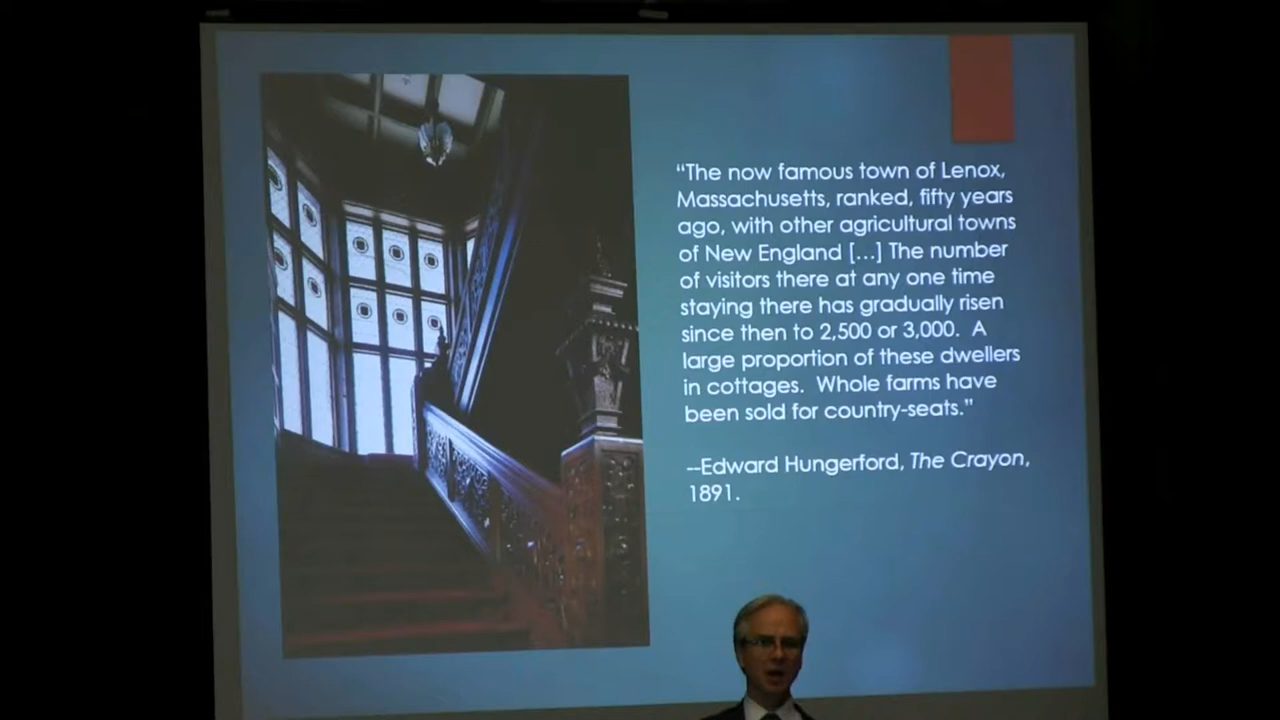 “The now famous town of Lenox,
Massachusetts, ranked, fifty years
ago, with other agricultural towns
of New England [...] The number
of visitors there at any one time
staying there has gradually risen
since then to 2,500 or 3,000.  A
large proportion of these dwellers
in cottages.  Whole farms have
been sold for country-seats.”
--Edward Hungerford, The Crayon,
1891.